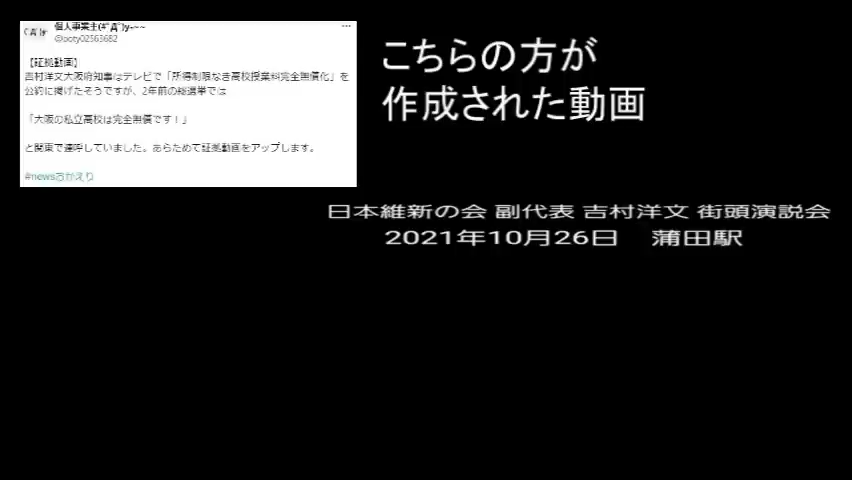 個人事業主(#ﾟДﾟ)y-~~
@ooty02563682
【証拠動画】
吉村洋文大阪府知事はテレビで「所得制限なき高校授業料完全無償化」を
公約に掲げたそうですが、2年前の総選挙では
「大阪の私立高校は完全無償です！」
と関東で連呼していました。あらためて証拠動画をアップします。
#newsおかえり
こちらの方が
作成された動画
日本維新の会 副代表 吉村洋文 街頭演説会
2021年10月26日　蒲田駅